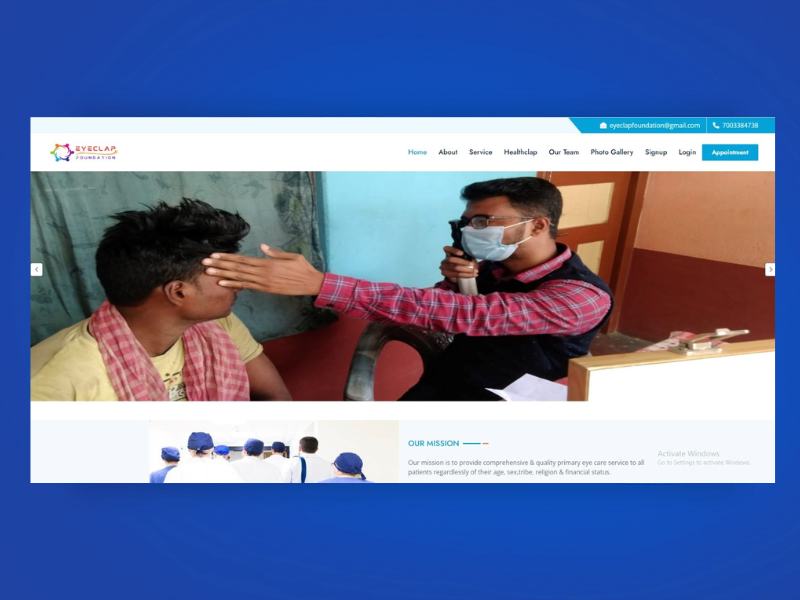 eyeclapfoundation@gmail.com 7003384738
EYECLAP
FOUNDATION
Home About Service Healthclap Our Team Photo Gallery Signup Login Appointment
OUR MISSION
Our mission is to provide comprehensive & quality primary eye care service to all
patients regardlessly of their age, sex,tribe, religion & financial status.
Activate Windows
Go to Settings to activate Windows.